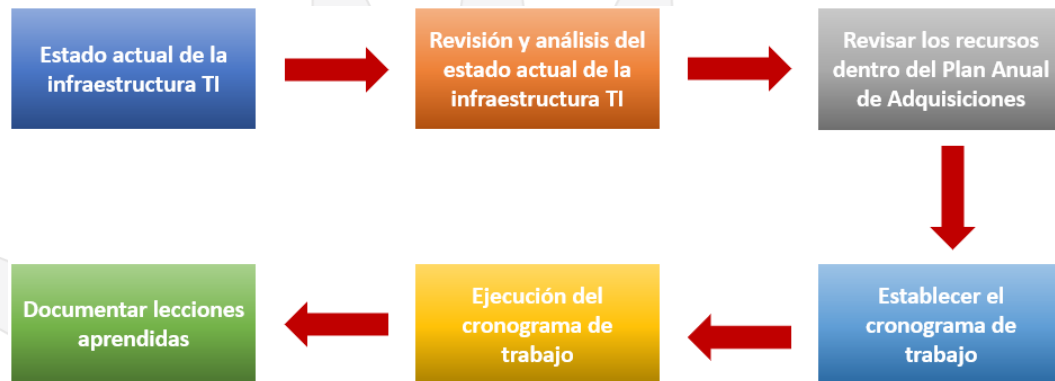 Estado actual de la
infraestructura TI
Revisión y análisis del
estado actual de la
infraestructura TI
Revisar los recursos
dentro del Plan Anual
de Adquisiciones
Establecer el
cronograma de
trabajo
Ejecución del
cronograma de
trabajo
Documentar lecciones
aprendidas